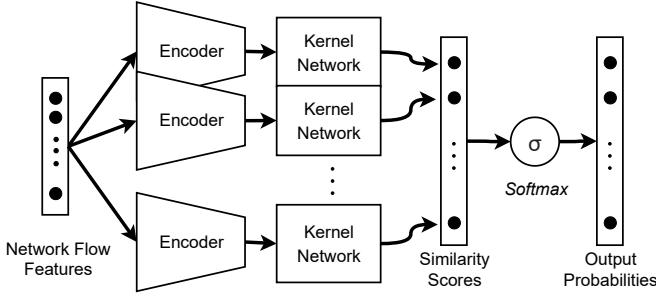 Encoder
Kernel
Network
Encoder
Kernel
Network
Encoder
Kernel
Network
σ
Softmax
Network Flow
Features
Similarity
Scores
Output
Probabilities